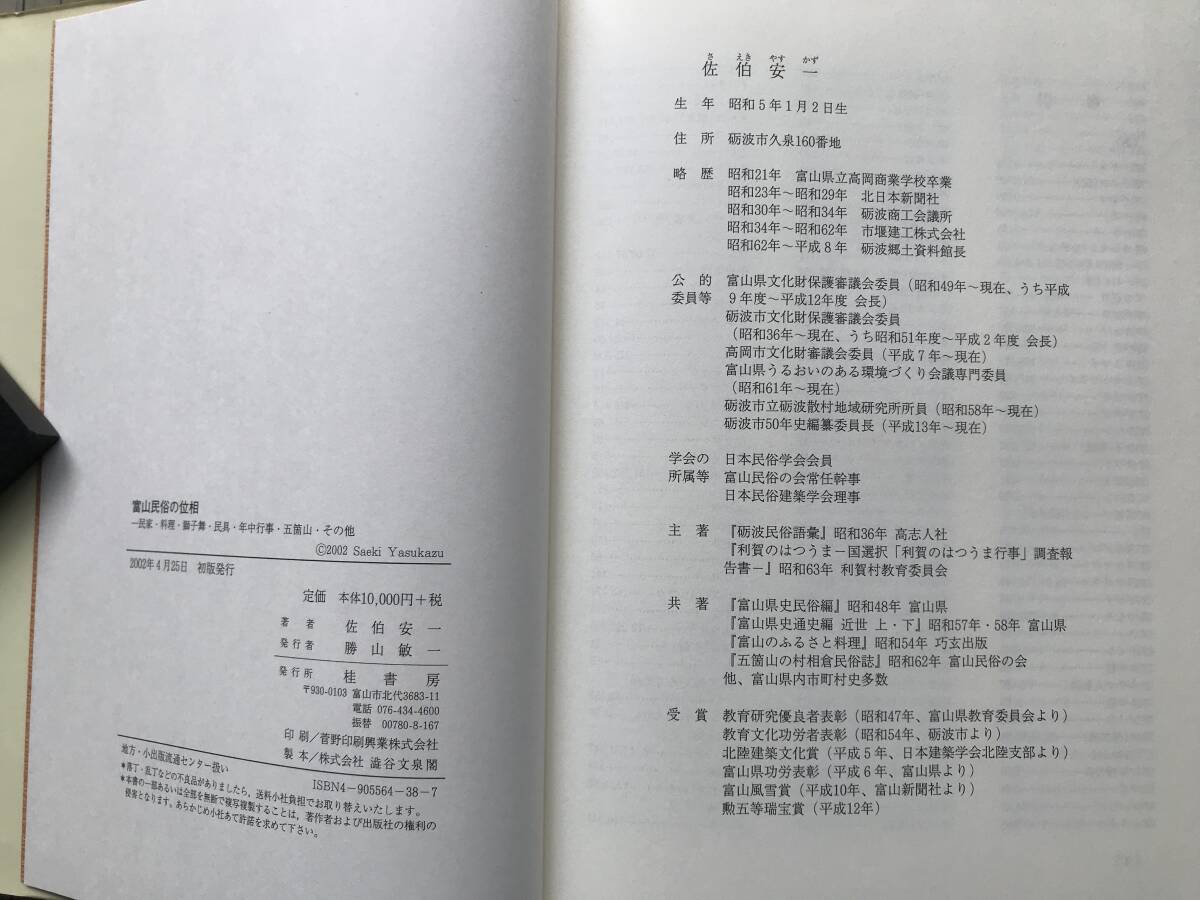 富山民俗の位相
―民家・料理・獅子舞・民具・年中行事・五箇山・その他
©2002 Saeki Yasukazu
2002年4月25日 初版発行
定価 本体10,000円+税
著者 佐伯安一
発行者 勝山敏一
発行所 桂書房
〒930-0103 富山市北代3683-11
電話 076-434-4600
振替 00780-8-167
印刷/菅野印刷興業株式会社
製本/株式会社 澁谷文泉閣
地方・小出版流通センター扱い
ISBN4-905564-38-7
*落丁・乱丁などの不良品がありましたら、送料小社負担でお取り替えいたします。
*本書の一部あるいは全部を無断で複写複製することは、著作者および出版社の権利の
侵害となります。あらかじめ小社あて許諾を求めて下さい。
さ えき やす かず
佐伯安一
生年 昭和5年1月2日生
住所 砺波市久泉160番地
略歴 昭和21年 富山県立高岡商業学校卒業
昭和23年~昭和29年 北日本新聞社
昭和30年~昭和34年 砺波商工会議所
昭和34年~昭和62年 市堰建工株式会社
昭和62年~平成8年 砺波郷土資料館長
公的 富山県文化財保護審議会委員(昭和49年~現在、うち平成
委員等 9年度~平成12年度 会長)
砺波市文化財保護審議会委員
(昭和36年~現在、うち昭和51年度~平成2年度 会長)
高岡市文化財審議会委員(平成7年~現在)
富山県うるおいのある環境づくり会議専門委員
(昭和61年~現在)
砺波市立砺波散村地域研究所所員(昭和58年~現在)
砺波市50年史編纂委員長(平成13年~現在)
学会の 日本民俗学会会員
所属等 富山民俗の会常任幹事
日本民俗建築学会理事
主著 『砺波民俗語彙』昭和36年 高志人社
『利賀のはつうま-国選択「利賀のはつうま行事」調査報
告書-』昭和63年 利賀村教育委員会
共著 『富山県史民俗編』昭和48年 富山県
『富山県史通史編 近世 上・下』昭和57年・58年 富山県
『富山のふるさと料理』昭和54年 巧玄出版
『五箇山の村相倉民俗誌』昭和62年 富山民俗の会
他、富山県内市町村史多数
受賞 教育研究優良者表彰(昭和47年、富山県教育委員会より)
教育文化功労者表彰(昭和54年、砺波市より)
北陸建築文化賞(平成5年、日本建築学会北陸支部より)
富山県功労表彰(平成6年、富山県より)
富山風雪賞(平成10年、富山新聞社より)
勲五等瑞宝賞(平成12年)